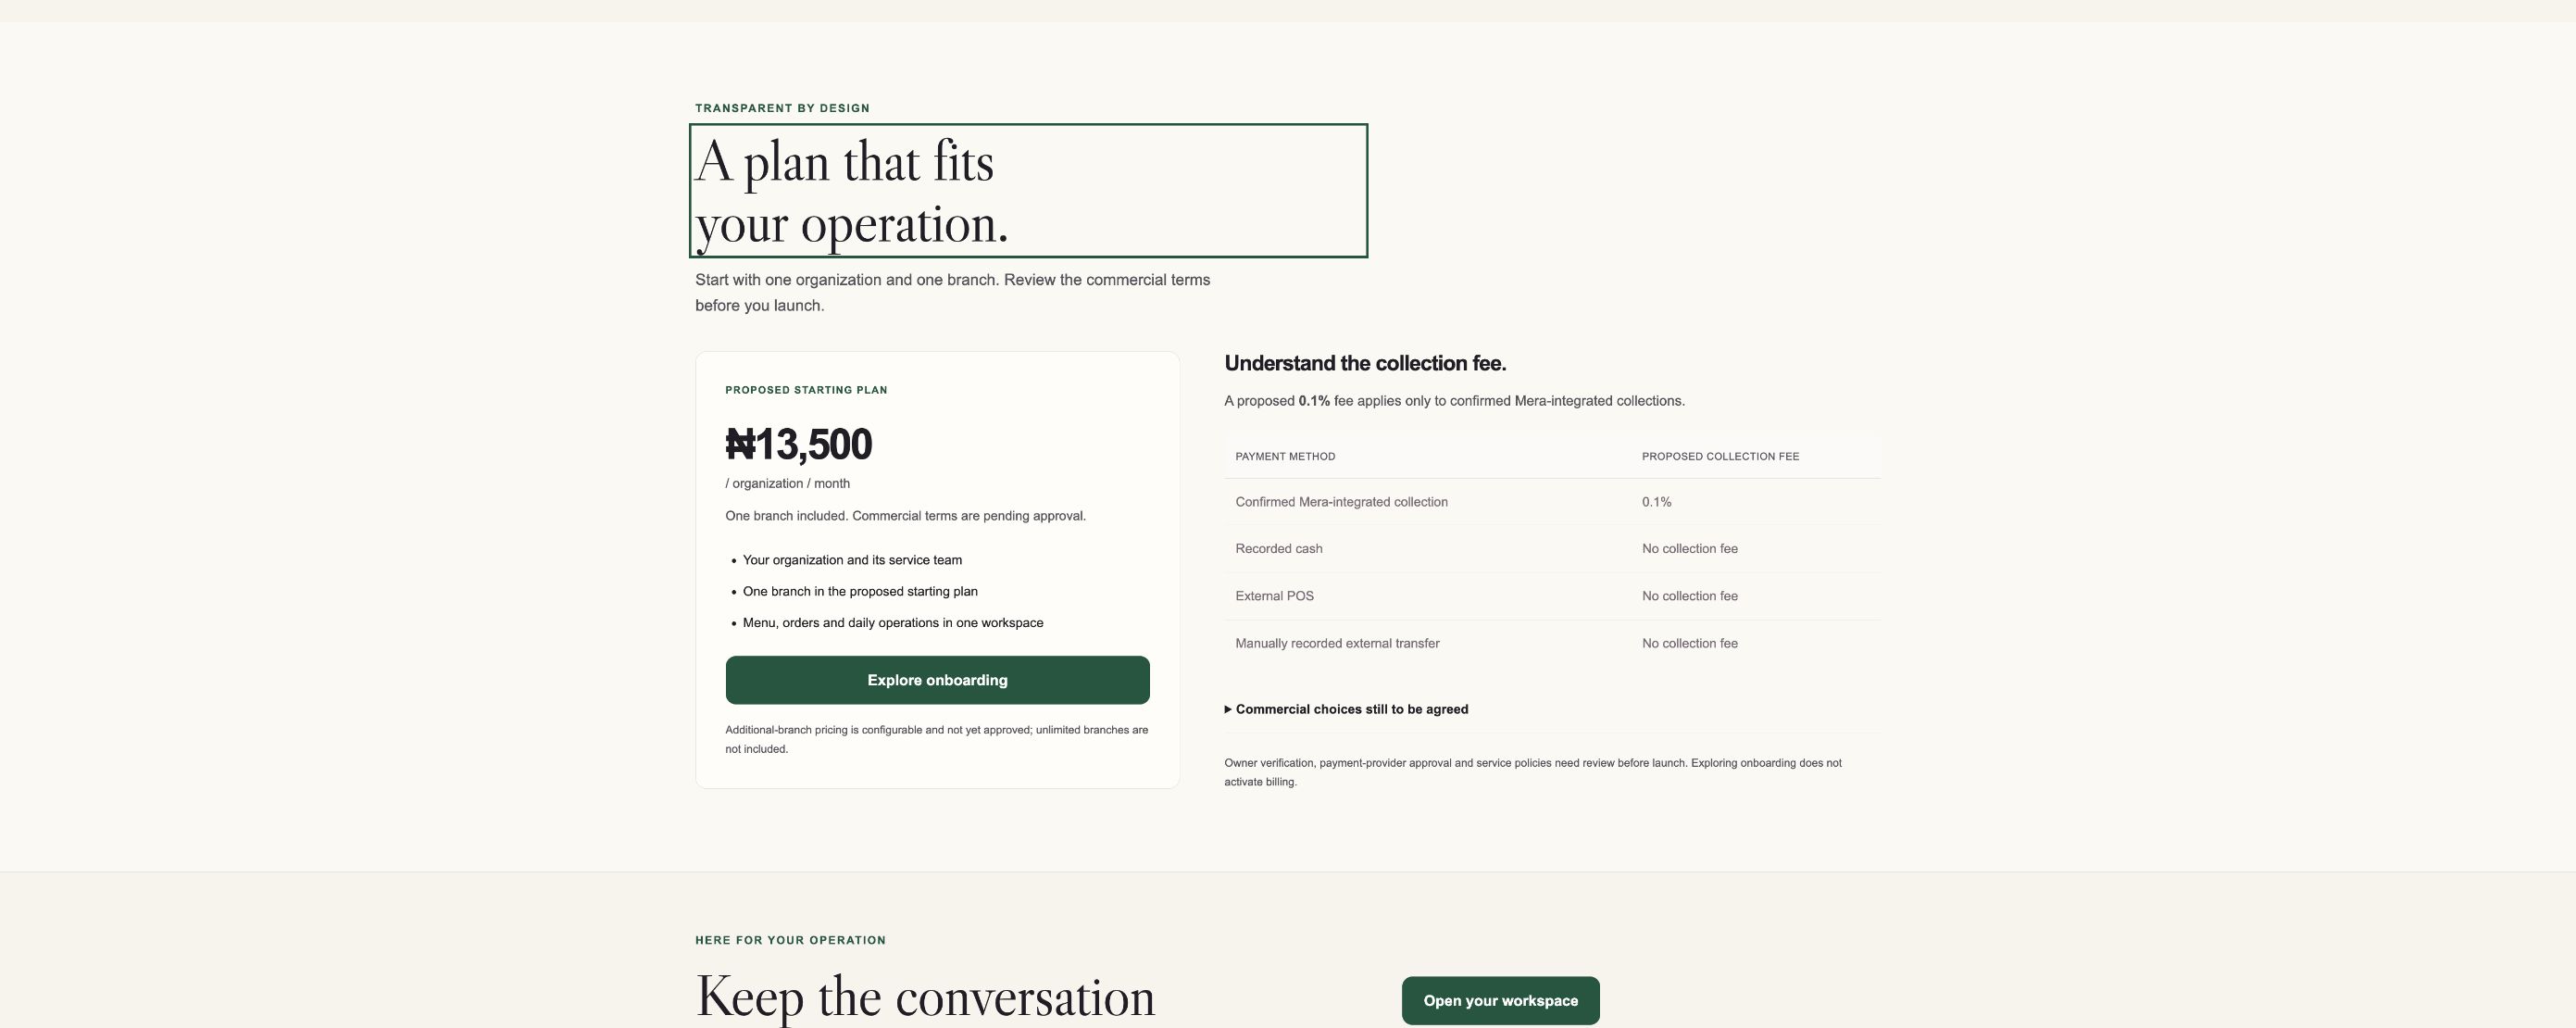 TRANSPARENT BY DESIGN
A plan that fits
your operation.
Start with one organization and one branch. Review the commercial terms
before you launch.
PROPOSED STARTING PLAN
₦13,500
/ organization / month
One branch included. Commercial terms are pending approval.
• Your organization and its service team
• One branch in the proposed starting plan
• Menu, orders and daily operations in one workspace
Explore onboarding
Additional-branch pricing is configurable and not yet approved; unlimited branches are
not included.
Understand the collection fee.
A proposed 0.1% fee applies only to confirmed Mera-integrated collections.
PAYMENT METHOD PROPOSED COLLECTION FEE
Confirmed Mera-integrated collection 0.1%
Recorded cash No collection fee
External POS No collection fee
Manually recorded external transfer No collection fee
▶ Commercial choices still to be agreed
Owner verification, payment-provider approval and service policies need review before launch. Exploring onboarding does not
activate billing.
HERE FOR YOUR OPERATION
Keep the conversation
Open your workspace